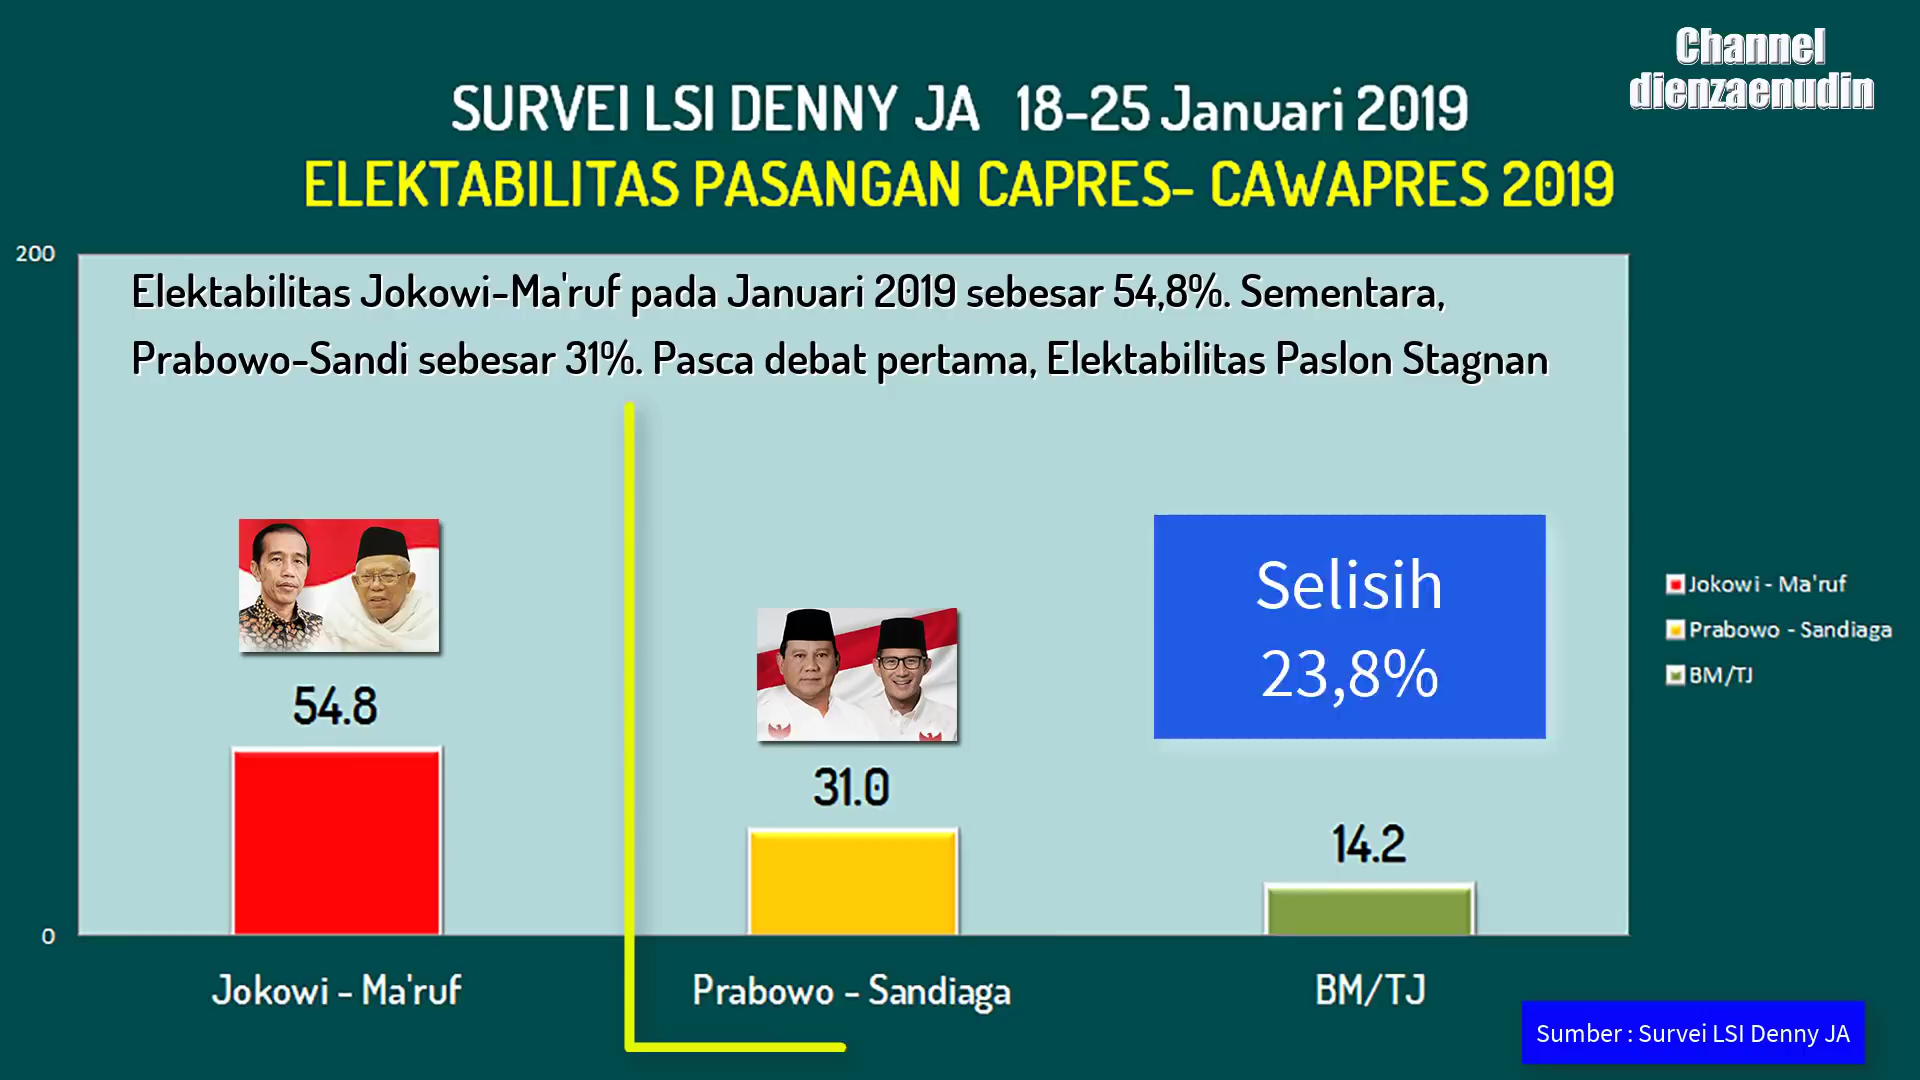 Channel
dienzaenudin
SURVEI LSI DENNY JA 18-25 Januari 2019
ELEKTABILITAS PASANGAN CAPRES- CAWAPRES 2019
200
Elektabilitas Jokowi-Ma'ruf pada Januari 2019 sebesar 54,8%. Sementara,
Prabowo-Sandi sebesar 31%. Pasca debat pertama, Elektabilitas Paslon Stagnan
Selisih
23,8%
54.8
31.0
14.2
Jokowi - Ma'ruf
Prabowo - Sandiaga
BM/TJ
0
Jokowi - Ma'ruf
Prabowo - Sandiaga
BM/TJ
Sumber : Survei LSI Denny JA